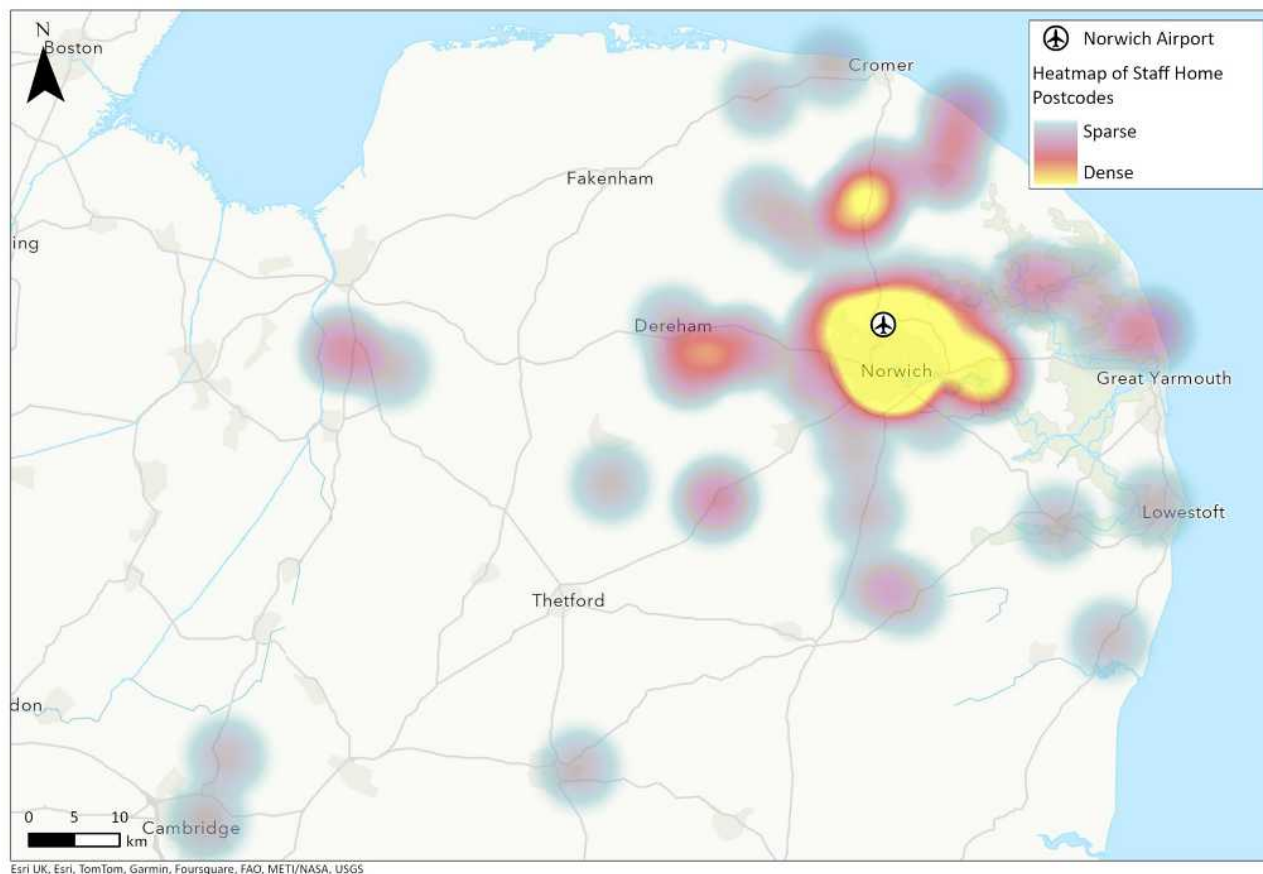 N
Boston
Cromer
Norwich Airport
Heatmap of Staff Home
Postcodes
Sparse
Dense
Fakenham
ing
Dereham
Norwich
Great Yarmouth
Lowestoft
Thetford
don
Cambridge
0 5 10
km
Esri UK, Esri, TomTom, Garmin, Foursquare, FAO, METI/NASA, USGS